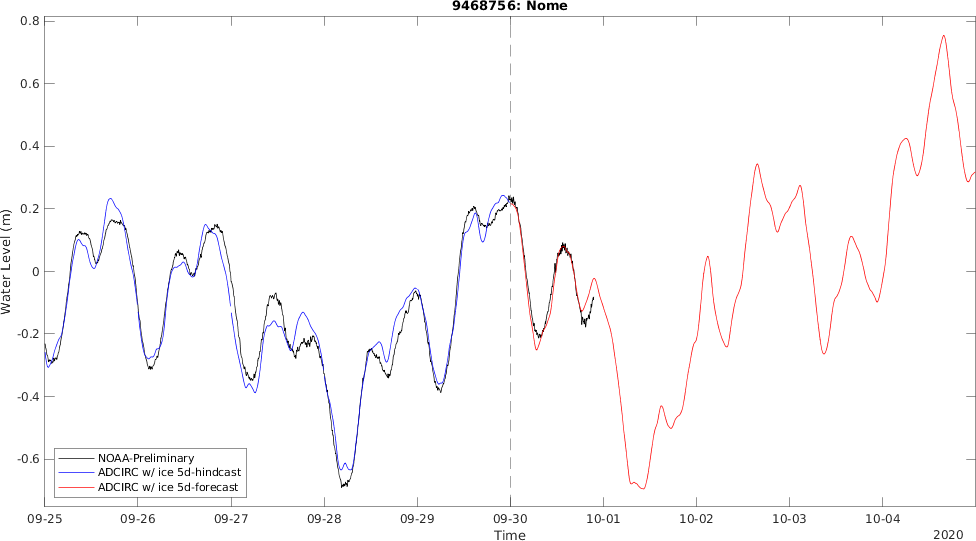 9468756: Nome
0.8
0.6
0.4
0.2
0
-0.2
-0.4
-0.6
Water Level (m)
NOAA-Preliminary
ADCIRC w/ ice 5d-hindcast
ADCIRC w/ ice 5d-forecast
09-25 09-26 09-27 09-28 09-29 09-30 10-01 10-02 10-03 10-04
Time
2020